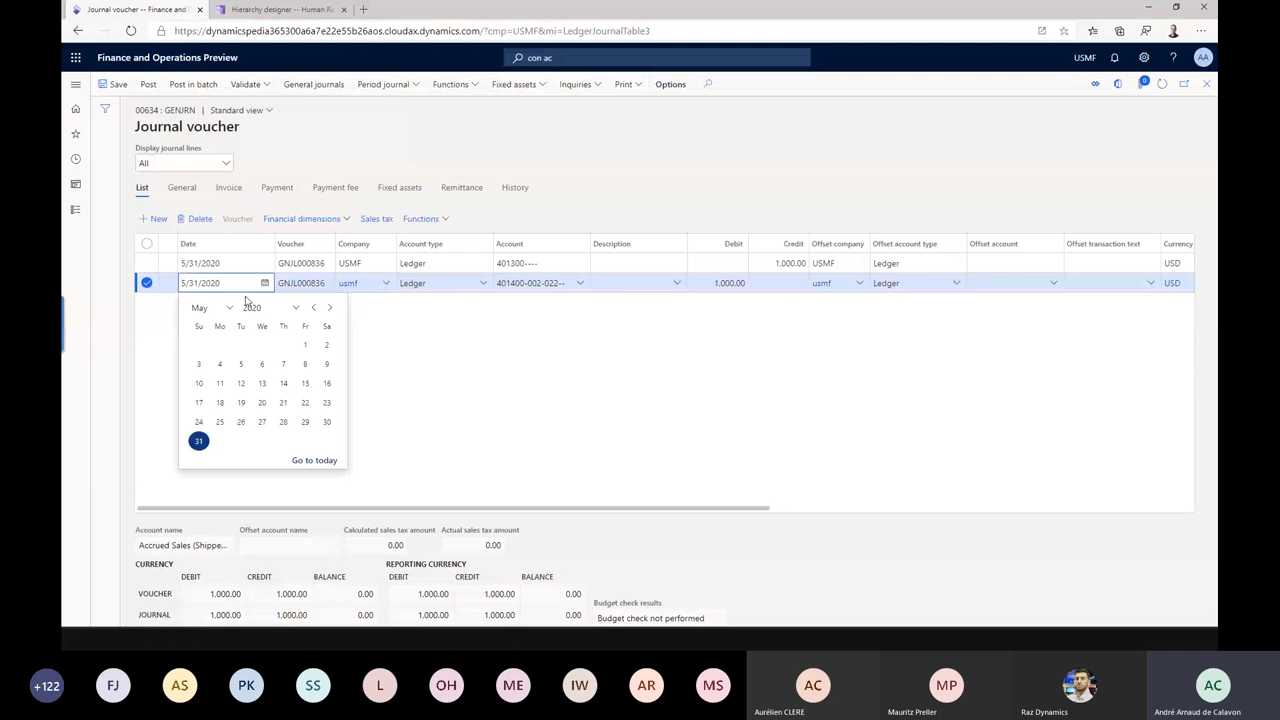 Journal voucher -- Finance and ×
Hierarchy designer -- Human R ×
https://dynamicspedia365300a6a7e22e55b26aos.cloudax.dynamics.com/?cmp=USMF&mi=LedgerJournalTable3
Finance and Operations Preview
con ac
USMF
AA
Save Post Post in batch Validate General journals Period journal Functions Fixed assets Inquiries Print Options
0
00634 : GENJRN | Standard view
Journal voucher
Display journal lines
All
List General Invoice Payment Payment fee Fixed assets Remittance History
+ New Delete Voucher Financial dimensions Sales tax Functions
Date Voucher Company Account type Account Description Debit Credit Offset company Offset account type Offset account Offset transaction text Currency
5/31/2020 GNJL000836 USMF Ledger 401300---- 1.000.00 USMF Ledger USD
5/31/2020 GNJL000836 usmf Ledger 401400-002-022-- 1,000.00 usmf Ledger USD
May 2020
Su Mo Tu We Th Fr Sa
1 2
3 4 5 6 7 8 9
10 11 12 13 14 15 16
17 18 19 20 21 22 23
24 25 26 27 28 29 30
31
Go to today
Account name Offset account name Calculated sales tax amount Actual sales tax amount
Accrued Sales (Shippe... 0.00 0.00
CURRENCY REPORTING CURRENCY
DEBIT CREDIT BALANCE DEBIT CREDIT BALANCE
VOUCHER 1,000.00 1,000.00 0.00 1,000.00 1,000.00 0.00
JOURNAL 1,000.00 1,000.00 0.00 1,000.00 1,000.00 0.00
Budget check results
Budget check not performed
+122 FJ AS PK SS L OH ME IW AR MS AC MP AC
Aurélien CLERE Mauritz Preller Raz Dynamics André Arnaud de Calavon